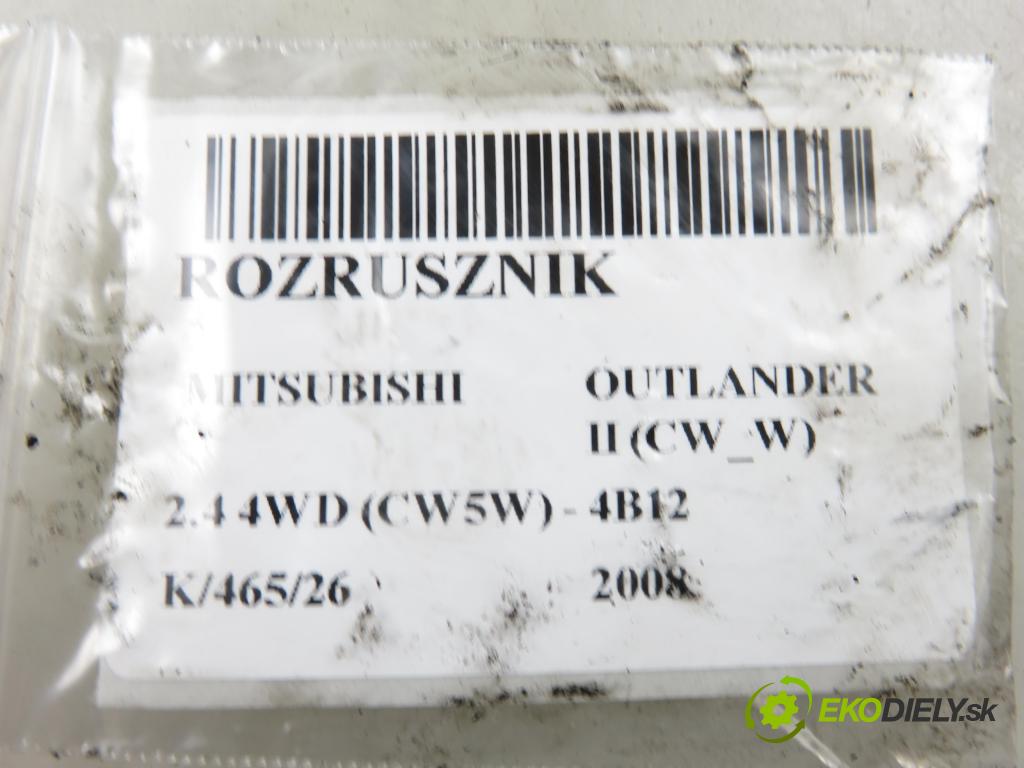 ROZRUSZNIK
MITSUBISHI OUTLANDER
II (CW_W)
2.4 4WD (CW5W) - 4B12
K/465/26 2008
EKODIELY.sk